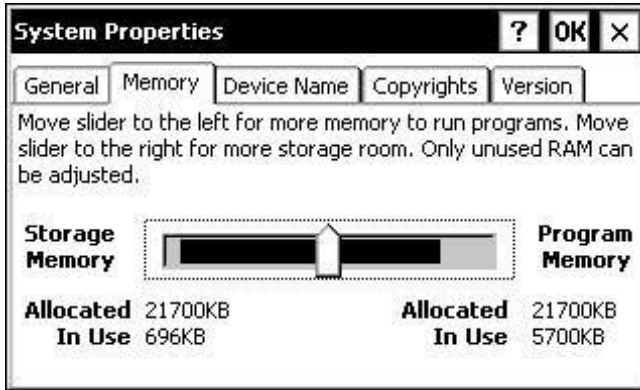 System Properties ? OK ×
General Memory Device Name Copyrights Version
Move slider to the left for more memory to run programs. Move
slider to the right for more storage room. Only unused RAM can
be adjusted.
Storage Memory
Program Memory
Allocated 21700KB Allocated 21700KB
In Use 696KB In Use 5700KB